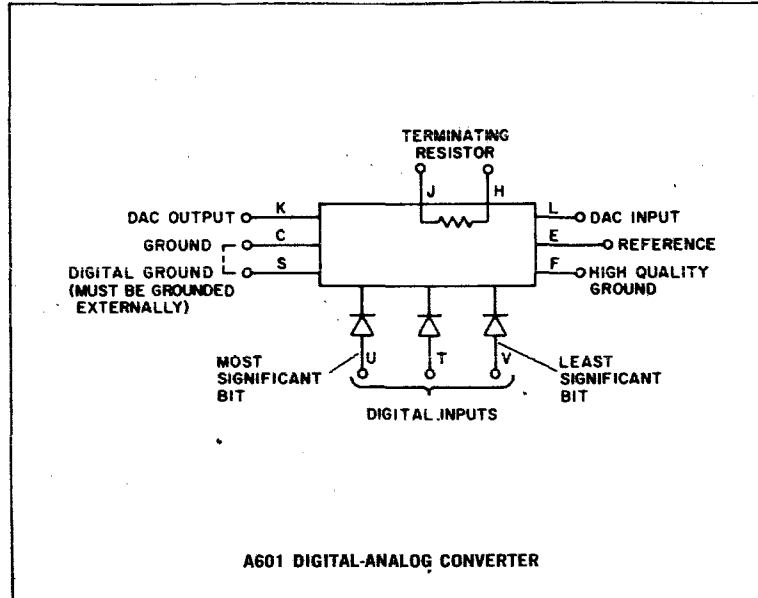 TERMINATING
RESISTOR
J H
K L
DAC OUTPUT DAC INPUT
C E
GROUND REFERENCE
S F
DIGITAL GROUND HIGH QUALITY
(MUST BE GROUNDED GROUND
EXTERNALLY)
U T V
MOST LEAST
SIGNIFICANT SIGNIFICANT
BIT BIT
DIGITAL INPUTS
A601 DIGITAL-ANALOG CONVERTER